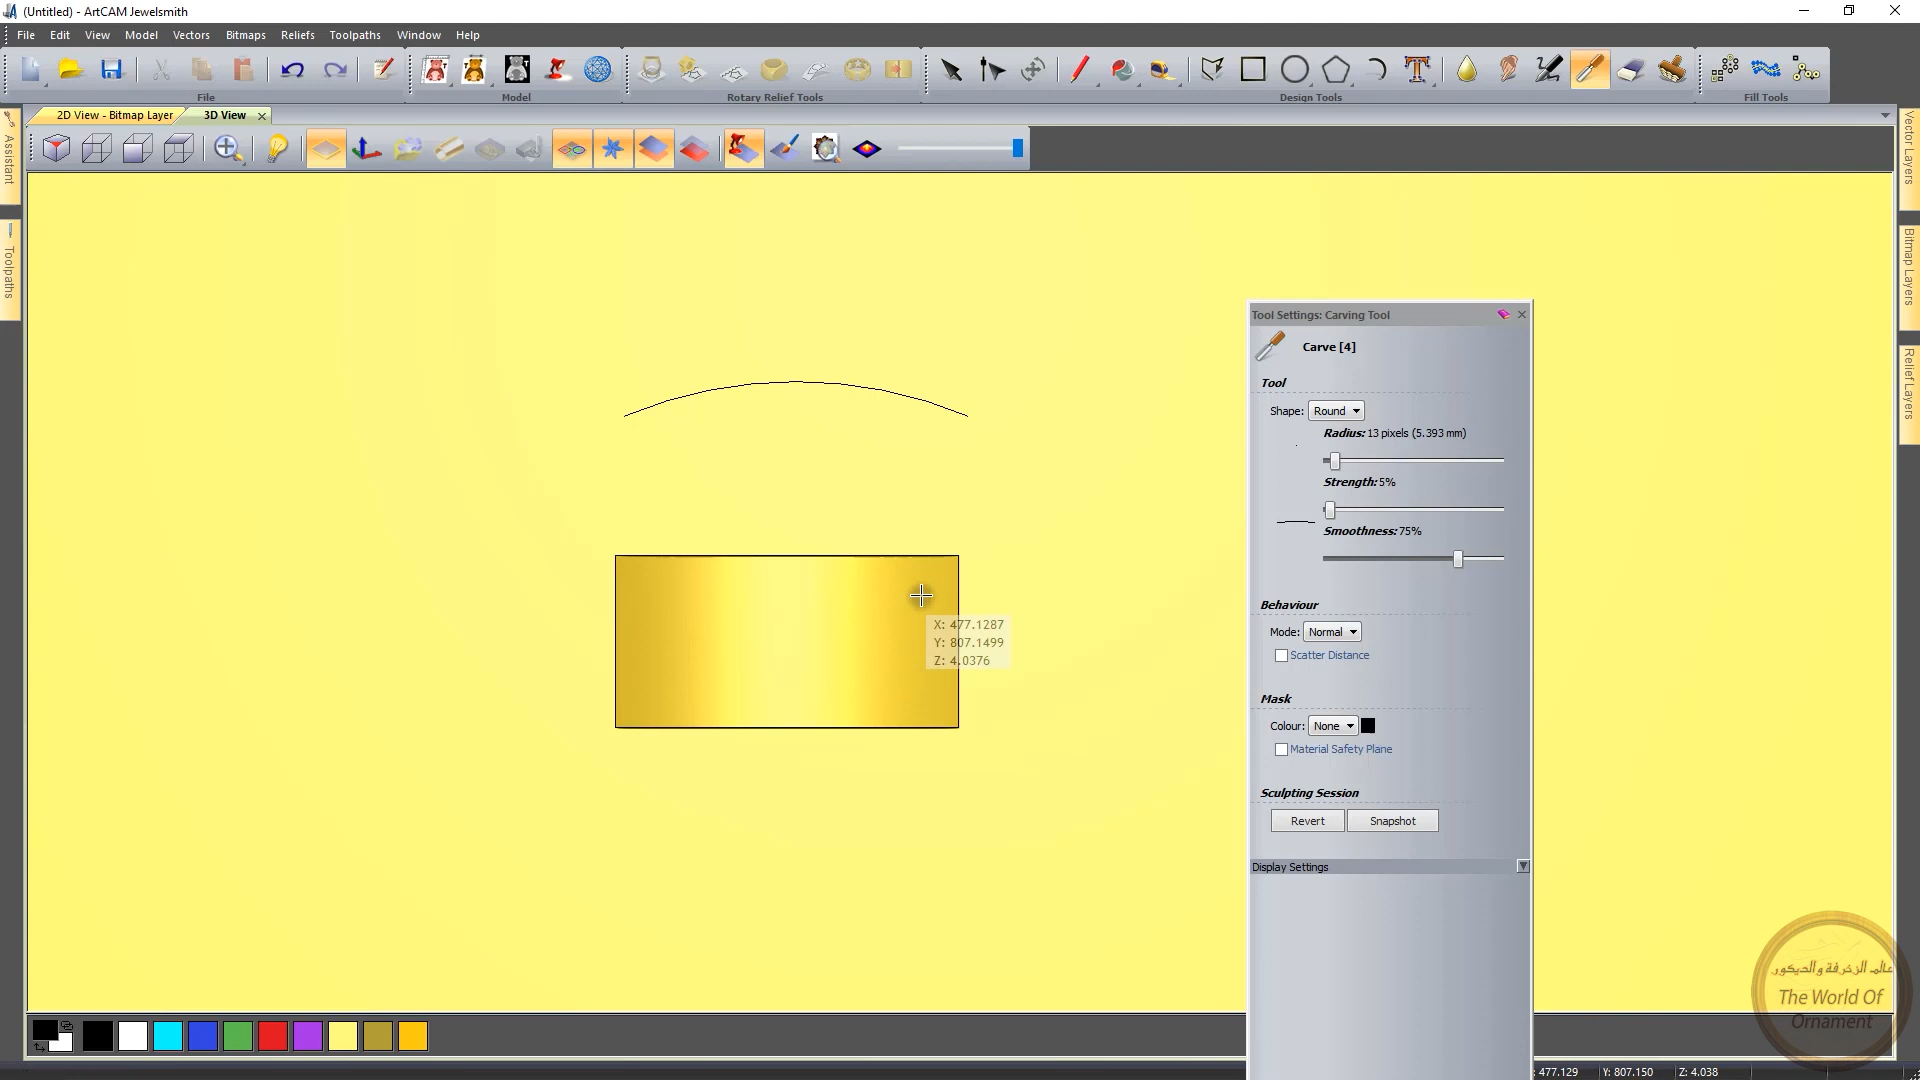 (Untitled) - ArtCAM Jewelsmith
File Edit View Model Vectors Bitmaps Reliefs Toolpaths Window Help
File Model Rotary Relief Tools Design Tools Fill Tools
2D View - Bitmap Layer 3D View
Assistant
Toolpaths
Vector Layers
Bitmap Layers
Relief Layers
X: 477.1287
Y: 807.1499
Z: 4.0376
Tool Settings: Carving Tool
Carve [4]
Tool
Shape: Round
Radius: 13 pixels (5.393 mm)
Strength: 5%
Smoothness: 75%
Behaviour
Mode: Normal
Scatter Distance
Mask
Colour: None
Material Safety Plane
Sculpting Session
Revert Snapshot
Display Settings
عالم الزخرفة والديكور
The World Of
Ornament
: 477.129 Y: 807.150 Z: 4.038